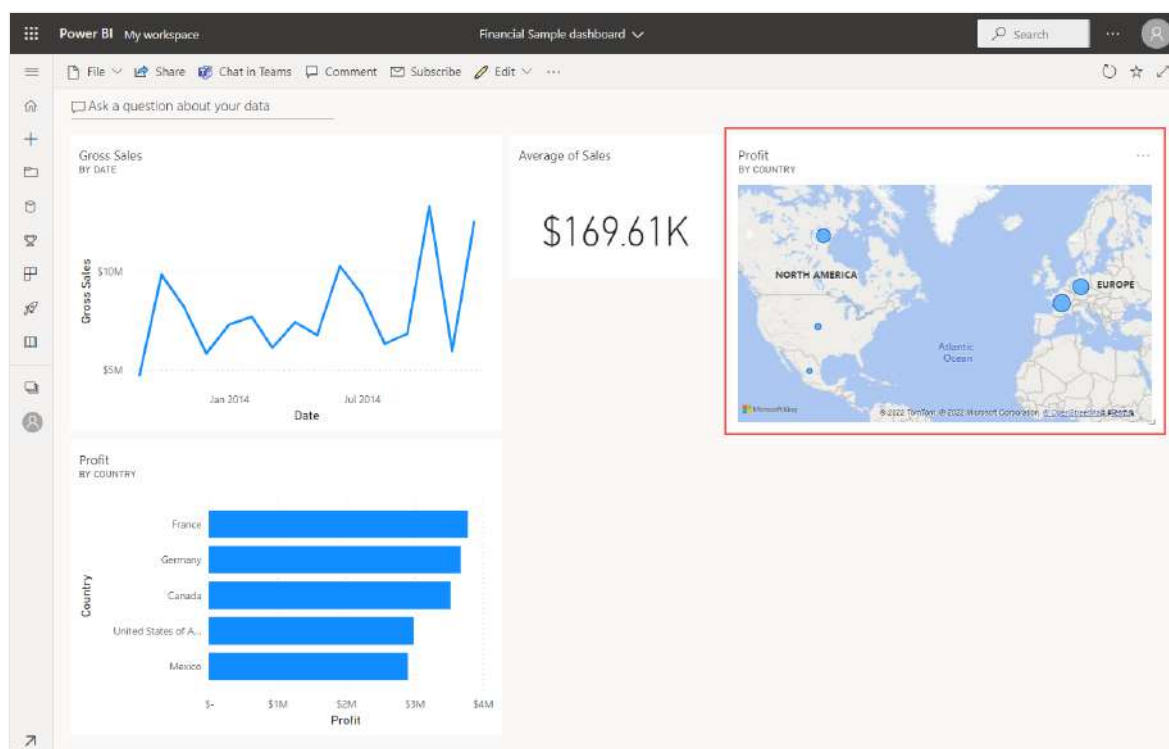 Power BI My workspace
Financial Sample dashboard
Search
File Share Chat in Teams Comment Subscribe Edit
Ask a question about your data
Gross Sales
BY DATE
$10M
$5M
Gross Sales
Jan 2014 Jul 2014
Date
Average of Sales
$169.61K
Profit
BY COUNTRY
NORTH AMERICA
EUROPE
Atlantic
Ocean
© 2022 TomTom, © 2022 Microsoft Corporation, © OpenStreetMap
Profit
BY COUNTRY
Country
France
Germany
Canada
United States of A...
Mexico
$- $1M $2M $3M $4M
Profit